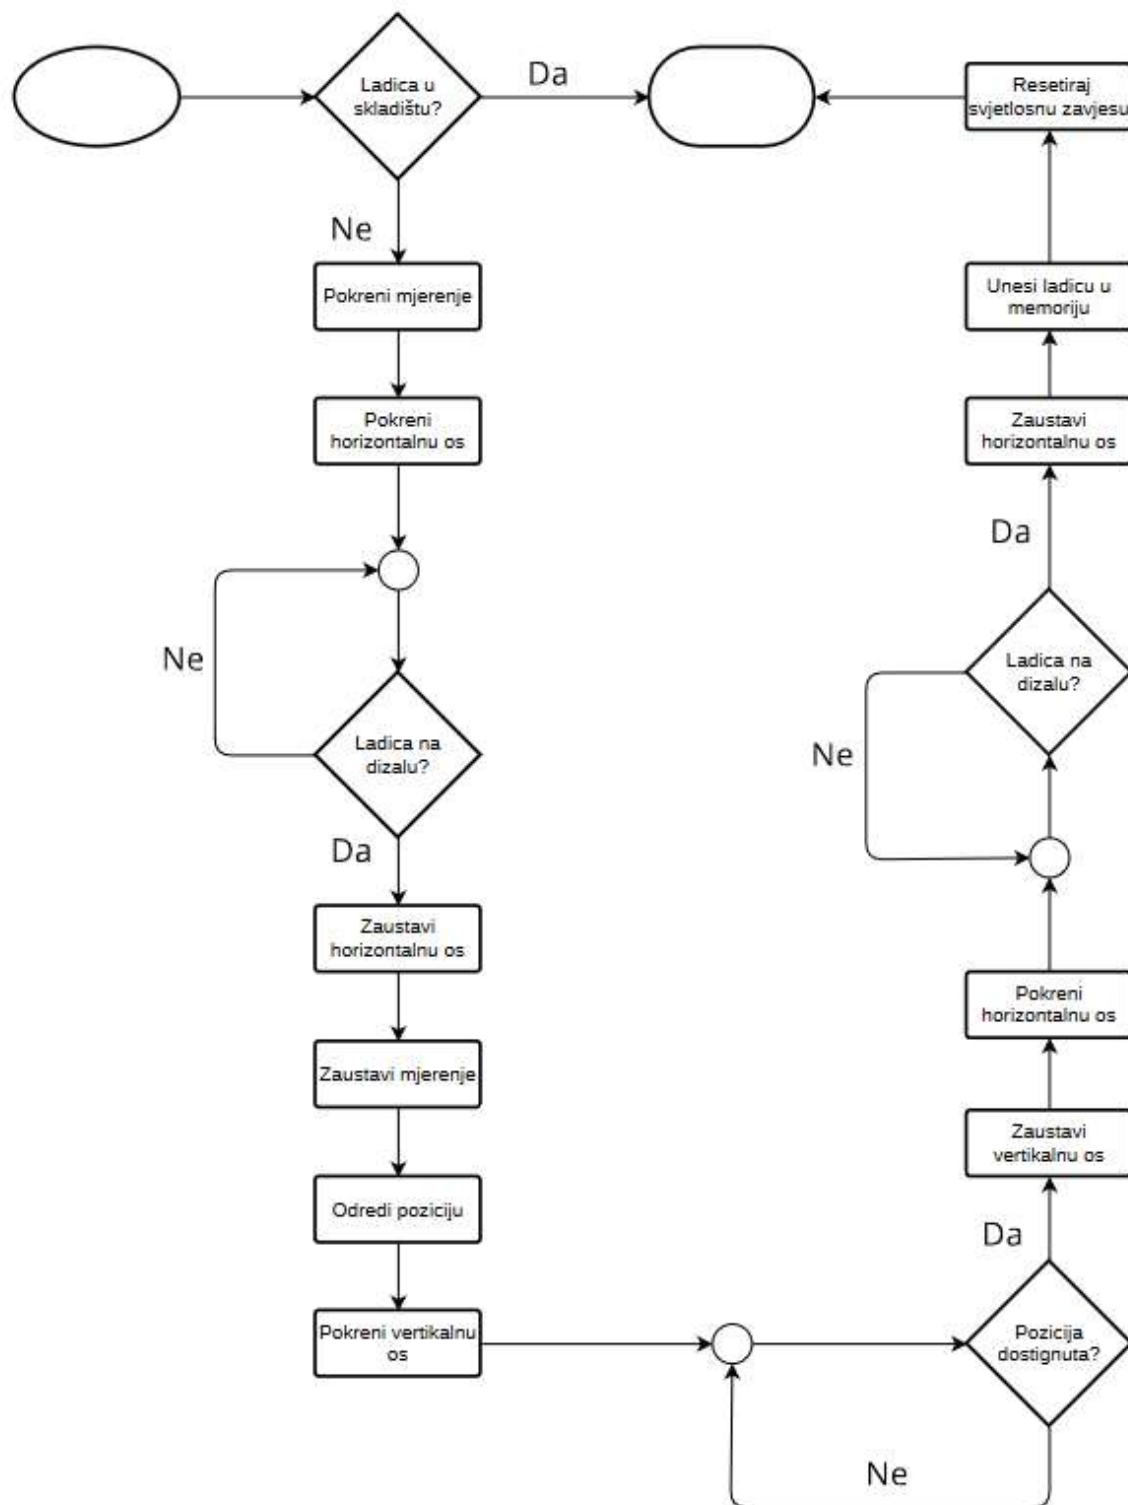 Ladica u
skladištu?
Da
Ne
Pokreni mjerenje
Pokreni
horizontalnu os
Ne
Ladica na
dizalu?
Da
Zaustavi
horizontalnu os
Zaustavi mjerenje
Odredi poziciju
Pokreni vertikalnu
os
Pozicija
dostignuta?
Ne
Da
Zaustavi
vertikalnu os
Pokreni
horizontalnu os
Ladica na
dizalu?
Ne
Da
Zaustavi
horizontalnu os
Unesi ladicu u
memoriju
Resetiraj
svjetlosnu zavjesu